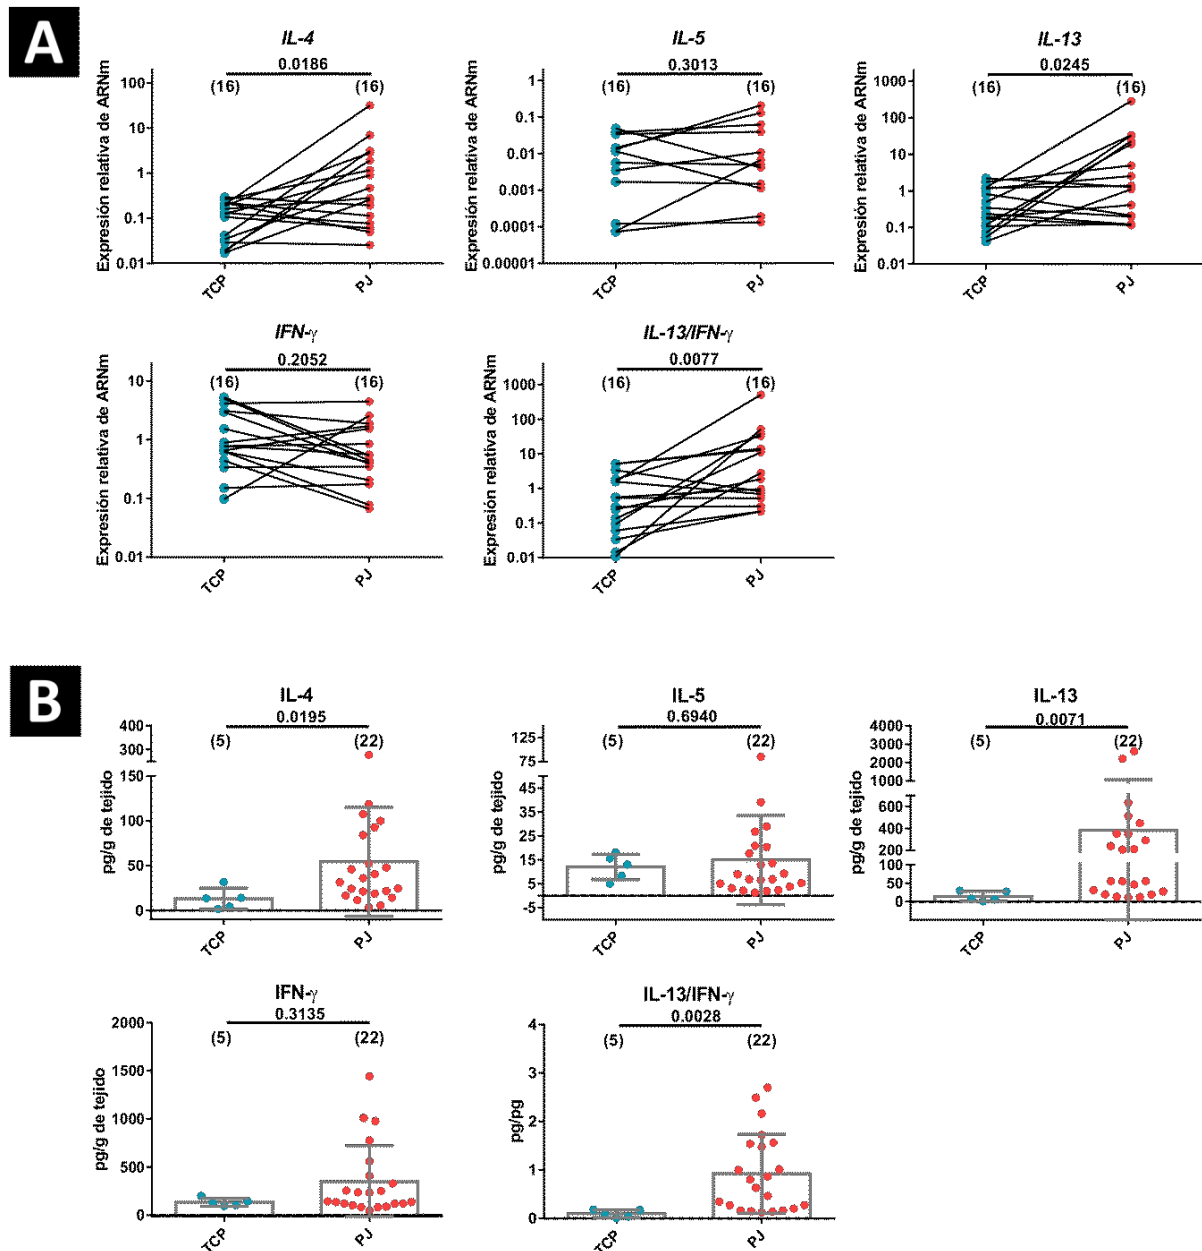 A
IL-4
0.0186
(16) (16)
Expresión relativa de ARNm
100
10
1
0.1
0.01
TCP PJ
IL-5
0.3013
(16) (16)
Expresión relativa de ARNm
1
0.1
0.01
0.001
0.0001
0.00001
TCP PJ
IL-13
0.0245
(16) (16)
Expresión relativa de ARNm
1000
100
10
1
0.1
0.01
TCP PJ
IFN-γ
0.2052
(16) (16)
Expresión relativa de ARNm
10
1
0.1
0.01
TCP PJ
IL-13/IFN-γ
0.0077
(16) (16)
Expresión relativa de ARNm
1000
100
10
1
0.1
0.01
TCP PJ
B
IL-4
0.0195
(5) (22)
pg/g de tejido
400
300
200
150
100
50
0
TCP PJ
IL-5
0.6940
(5) (22)
pg/g de tejido
125
75
45
35
25
15
5
-5
TCP PJ
IL-13
0.0071
(5) (22)
pg/g de tejido
4000
3000
2000
1000
600
400
200
100
50
0
TCP PJ
IFN-γ
0.3135
(5) (22)
pg/g de tejido
2000
1500
1000
500
0
TCP PJ
IL-13/IFN-γ
0.0028
(5) (22)
pg/pg
4
3
2
1
0
TCP PJ